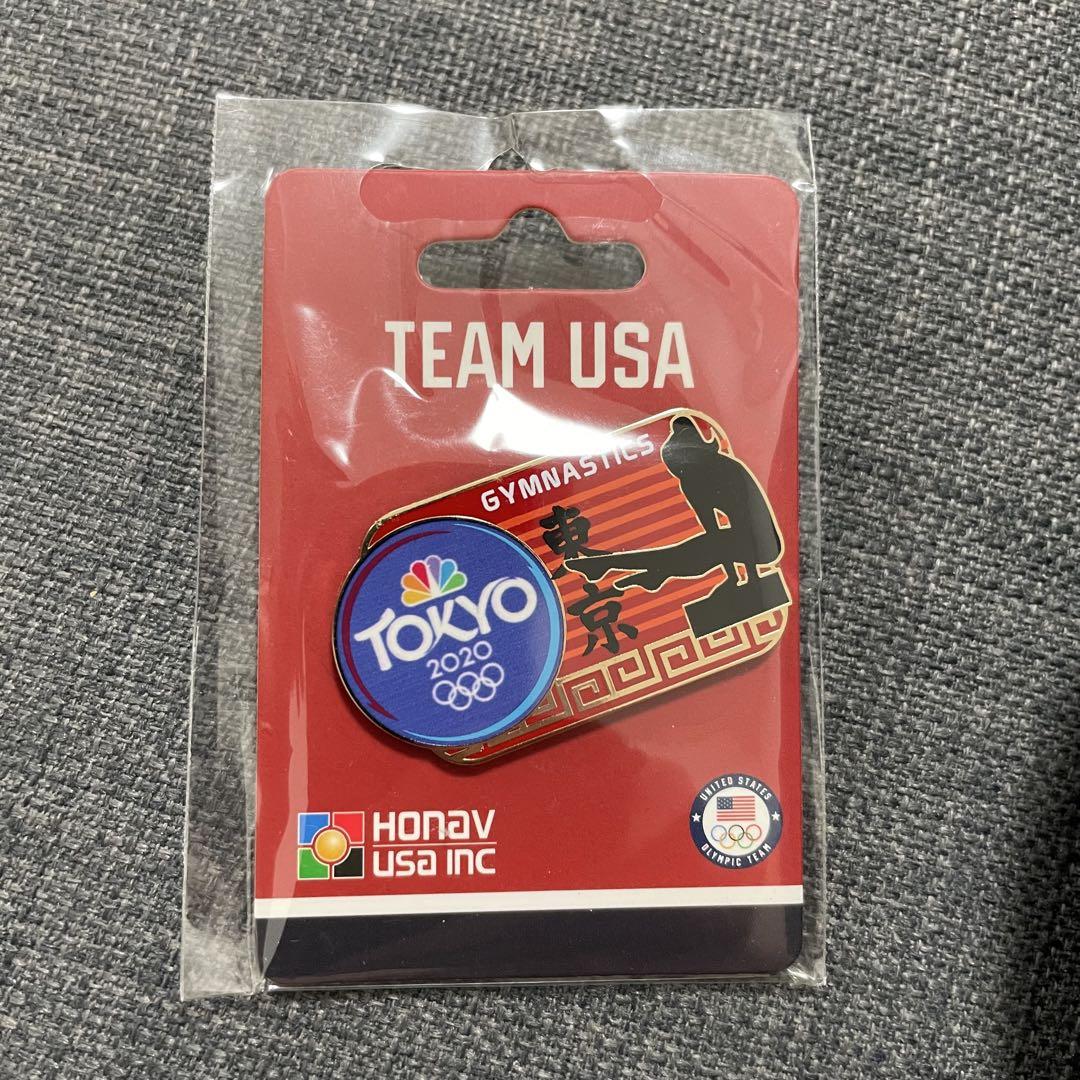 TEAM USA
GYMNASTICS
東
京
TOKYO
2020
HONAV
USA INC
UNITED STATES
OLYMPIC TEAM